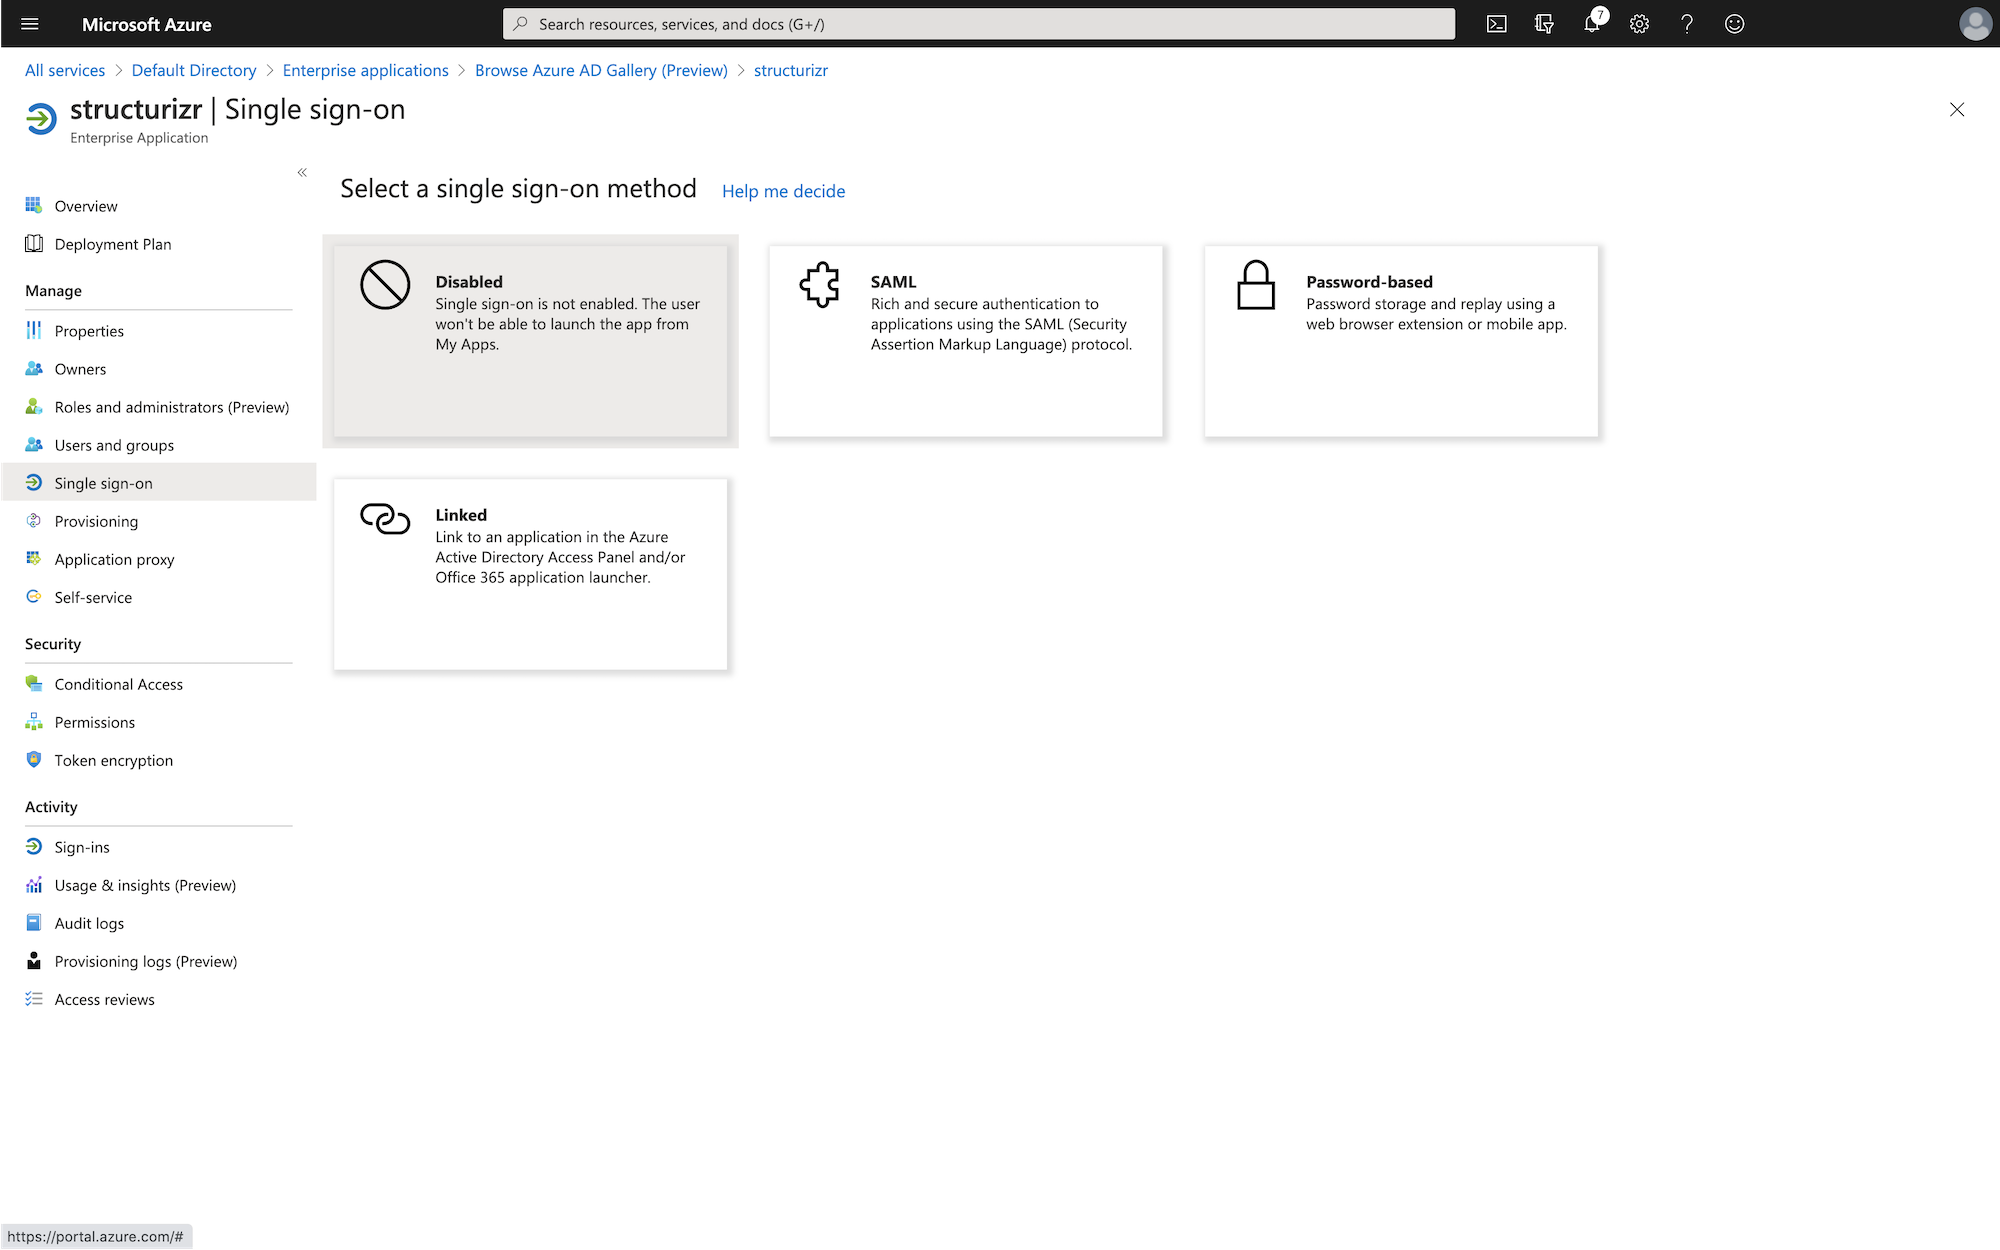 Microsoft Azure
Search resources, services, and docs (G+/)
7
All services > Default Directory > Enterprise applications > Browse Azure AD Gallery (Preview) > structurizr
structurizr | Single sign-on
Enterprise Application
«
Overview
Deployment Plan
Manage
Properties
Owners
Roles and administrators (Preview)
Users and groups
Single sign-on
Provisioning
Application proxy
Self-service
Security
Conditional Access
Permissions
Token encryption
Activity
Sign-ins
Usage & insights (Preview)
Audit logs
Provisioning logs (Preview)
Access reviews
Select a single sign-on method
Help me decide
Disabled
Single sign-on is not enabled. The user
won't be able to launch the app from
My Apps.
SAML
Rich and secure authentication to
applications using the SAML (Security
Assertion Markup Language) protocol.
Password-based
Password storage and replay using a
web browser extension or mobile app.
Linked
Link to an application in the Azure
Active Directory Access Panel and/or
Office 365 application launcher.
https://portal.azure.com/#